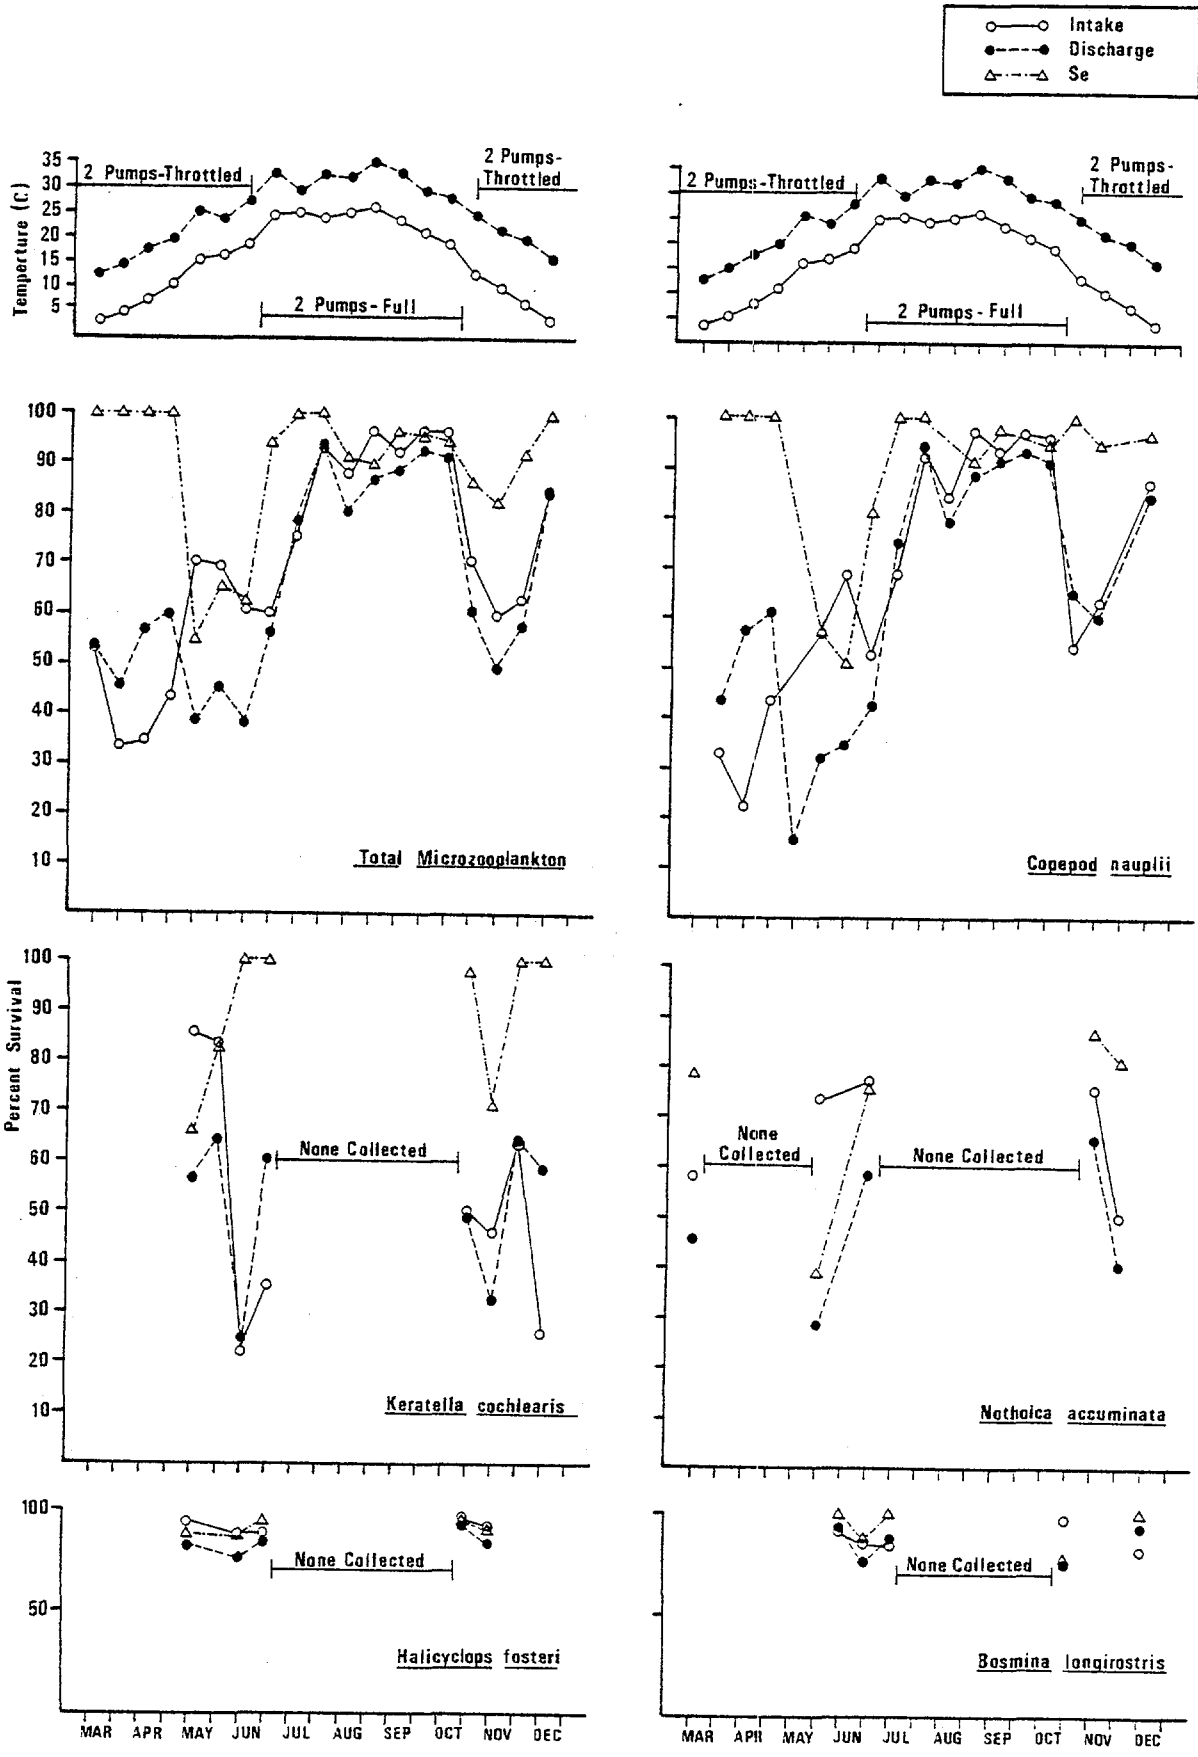 Intake
Discharge
Se
Temperture (C)
35
30
25
20
15
10
5
2 Pumps-Throttled
2 Pumps-
Throttled
2 Pumps-Full
2 Pumps-Throttled
2 Pumps-
Throttled
2 Pumps-Full
Percent Survival
100
90
80
70
60
50
40
30
20
10
Total Microzooplankton
Copepod nauplii
100
90
80
70
60
50
40
30
20
10
None Collected
Keratella cochlearis
None
Collected
None Collected
Notholca accuminata
100
50
None Collected
Halicyclops fosteri
None Collected
Bosmina longirostris
MAR APR MAY JUN JUL AUG SEP OCT NOV DEC
MAR APR MAY JUN JUL AUG SEP OCT NOV DEC